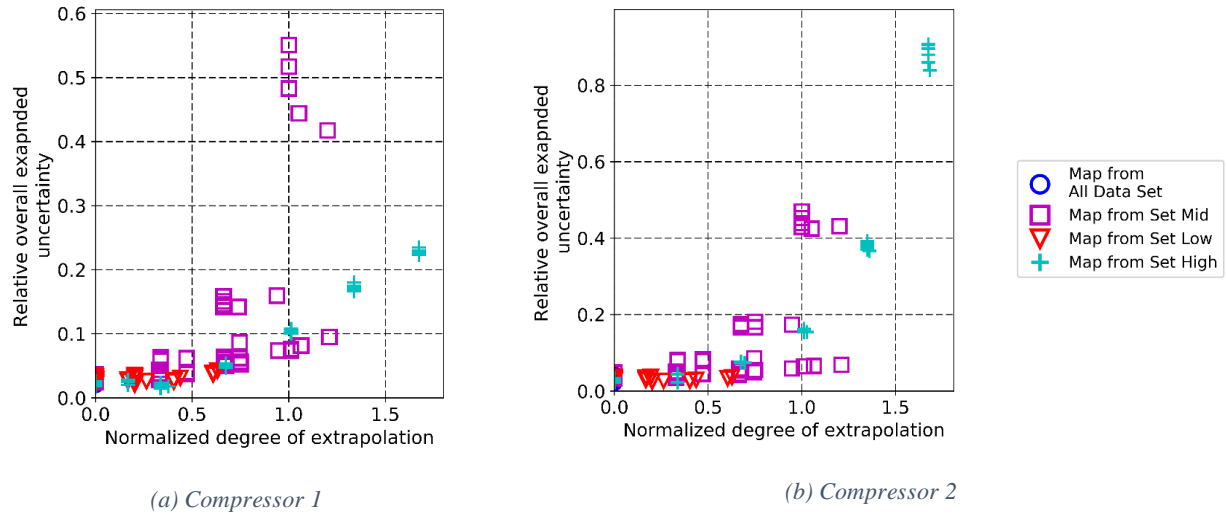 0.6
0.5
0.4
0.3
0.2
0.1
0.0
Relative overall exapnded
uncertainty
0.0
0.5
1.0
1.5
Normalized degree of extrapolation
(a) Compressor 1
0.8
0.6
0.4
0.2
0.0
Relative overall exapnded
uncertainty
0.0
0.5
1.0
1.5
Normalized degree of extrapolation
(b) Compressor 2
Map from
All Data Set
Map from Set Mid
Map from Set Low
Map from Set High